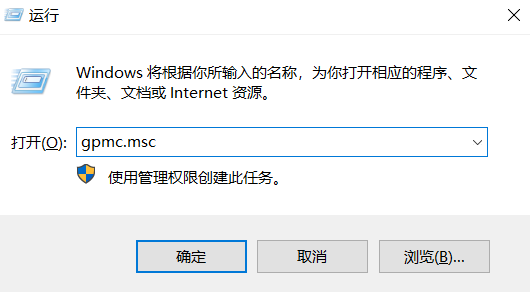 运行
Windows 将根据你所输入的名称，为你打开相应的程序、文
件夹、文档或 Internet 资源。
打开(O): gpmc.msc
使用管理权限创建此任务。
确定 取消 浏览(B)...